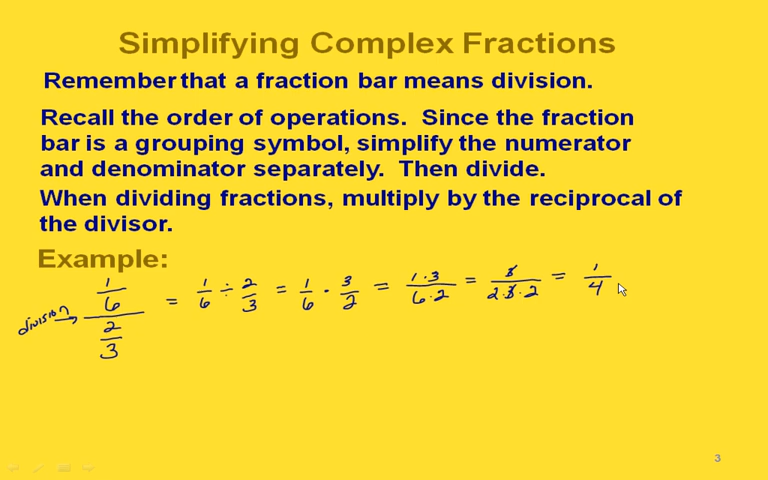 Simplifying Complex Fractions
Remember that a fraction bar means division.
Recall the order of operations. Since the fraction
bar is a grouping symbol, simplify the numerator
and denominator separately. Then divide.
When dividing fractions, multiply by the reciprocal of
the divisor.
Example:
division → (1/6)/(2/3) = 1/6 ÷ 2/3 = 1/6 · 3/2 = 1·3/6·2 = 3/2·3·2 = 1/4
3